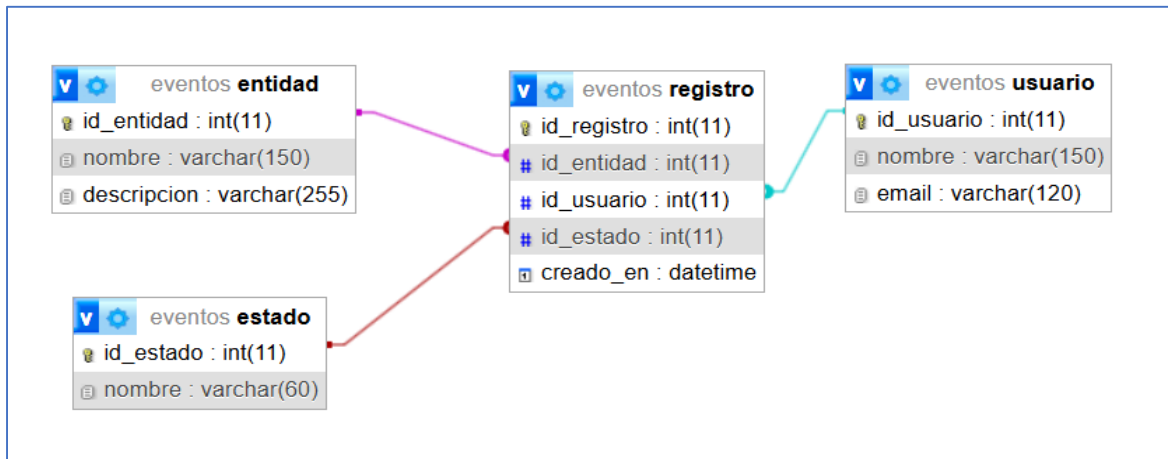 v eventos entidad
id_entidad : int(11)
nombre : varchar(150)
descripcion : varchar(255)
v eventos registro
id_registro : int(11)
# id_entidad : int(11)
# id_usuario : int(11)
# id_estado : int(11)
creado_en : datetime
v eventos usuario
id_usuario : int(11)
nombre : varchar(150)
email : varchar(120)
v eventos estado
id_estado : int(11)
nombre : varchar(60)